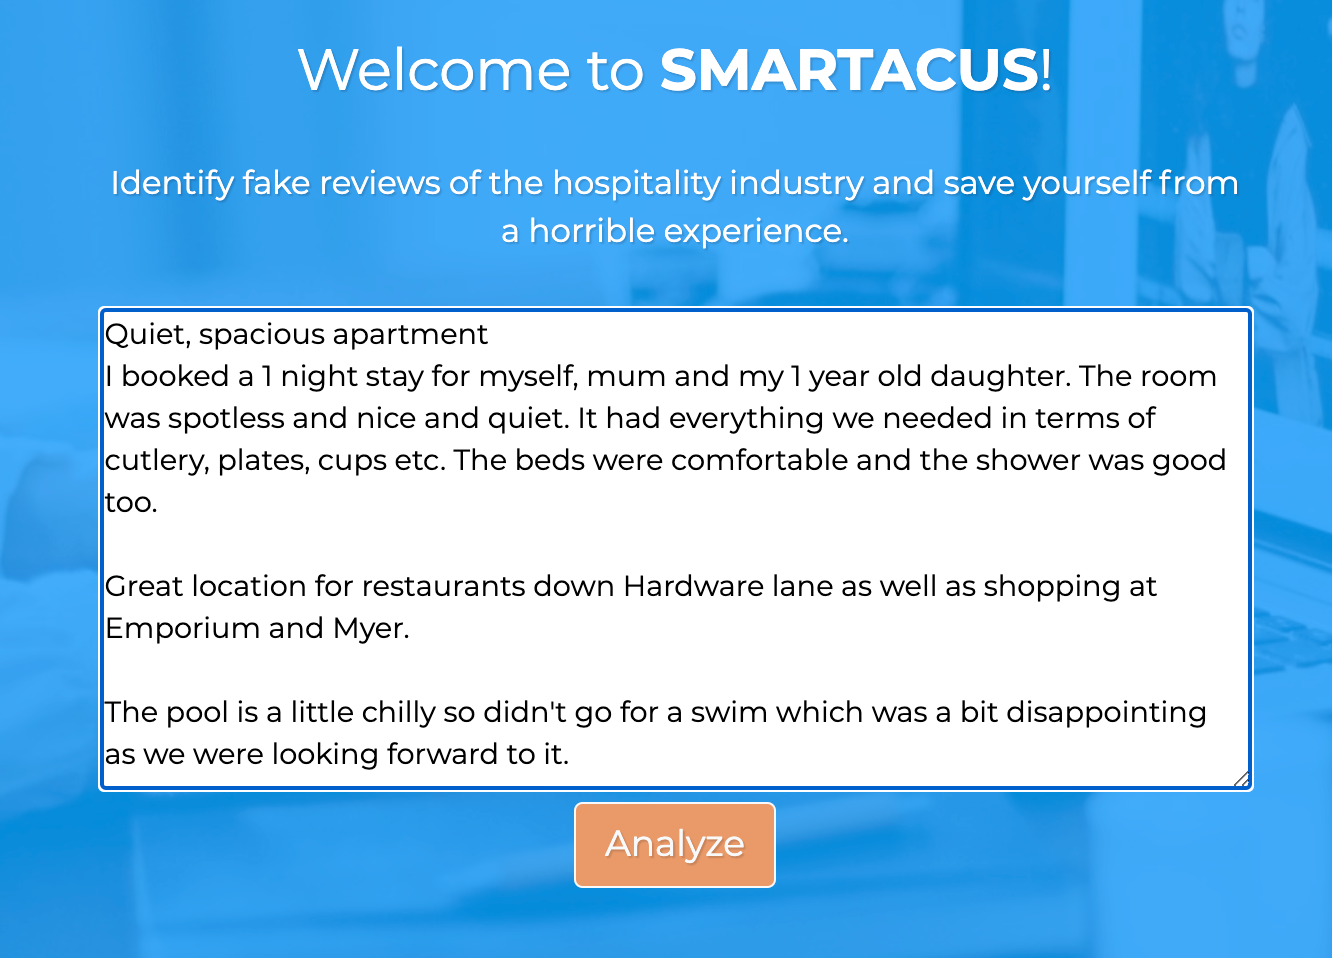 Welcome to SMARTACUS!
Identify fake reviews of the hospitality industry and save yourself from
a horrible experience.
Quiet, spacious apartment
I booked a 1 night stay for myself, mum and my 1 year old daughter. The room
was spotless and nice and quiet. It had everything we needed in terms of
cutlery, plates, cups etc. The beds were comfortable and the shower was good
too.
Great location for restaurants down Hardware lane as well as shopping at
Emporium and Myer.
The pool is a little chilly so didn't go for a swim which was a bit disappointing
as we were looking forward to it.
Analyze